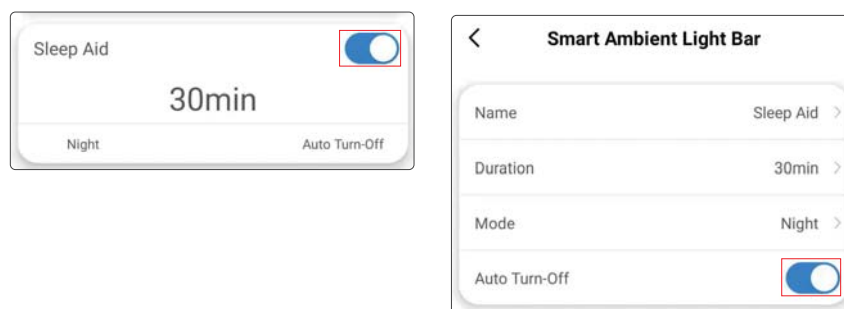 Sleep Aid
30min
Night Auto Turn-Off
Smart Ambient Light Bar
Name Sleep Aid
Duration 30min
Mode Night
Auto Turn-Off